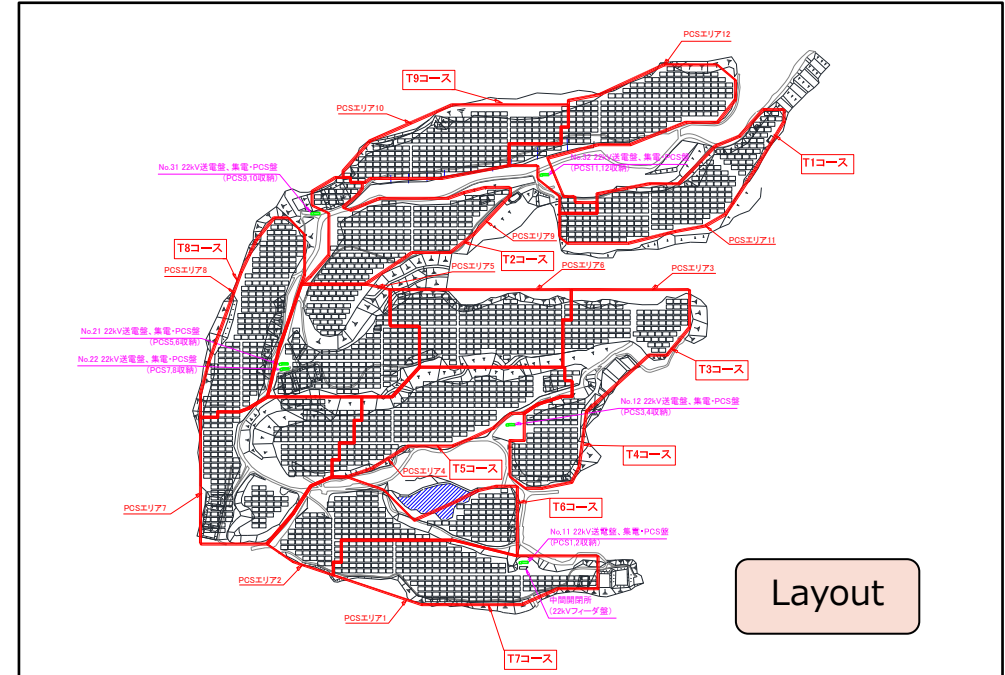 PCSエリア12
T9コース
PCSエリア10
No.31 22kV送電盤、集電・PCS盤
(PCS9,10収納)
No.32 22kV送電盤、集電・PCS盤
(PCS11,12収納)
T1コース
PCSエリア11
PCSエリア9
T2コース
T8コース
PCSエリア8
PCSエリア5
PCSエリア6
PCSエリア3
No.21 22kV送電盤、集電・PCS盤
(PCS5,6収納)
No.22 22kV送電盤、集電・PCS盤
(PCS7,8収納)
T3コース
No.12 22kV送電盤、集電・PCS盤
(PCS3,4収納)
T4コース
T5コース
PCSエリア4
T6コース
PCSエリア7
No.11 22kV送電盤、集電・PCS盤
(PCS1,2収納)
PCSエリア2
中間開閉所
(22kVフィーダ盤)
PCSエリア1
T7コース
Layout